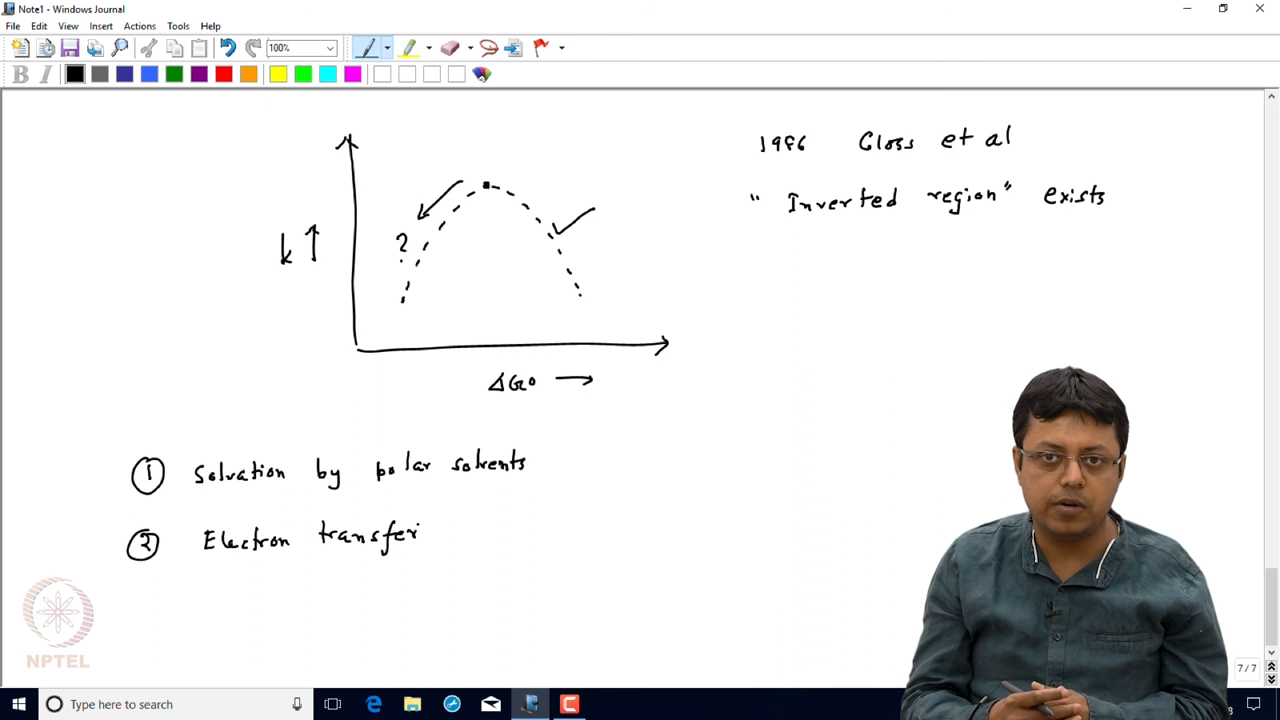 Note1 - Windows Journal
File Edit View Insert Actions Tools Help
100%
B I
1986 Closs et al
"Inverted region" exists
?
k
ΔG0
1 Solvation by polar solvents
2 Electron transfer
NPTEL
7/7
Type here to search